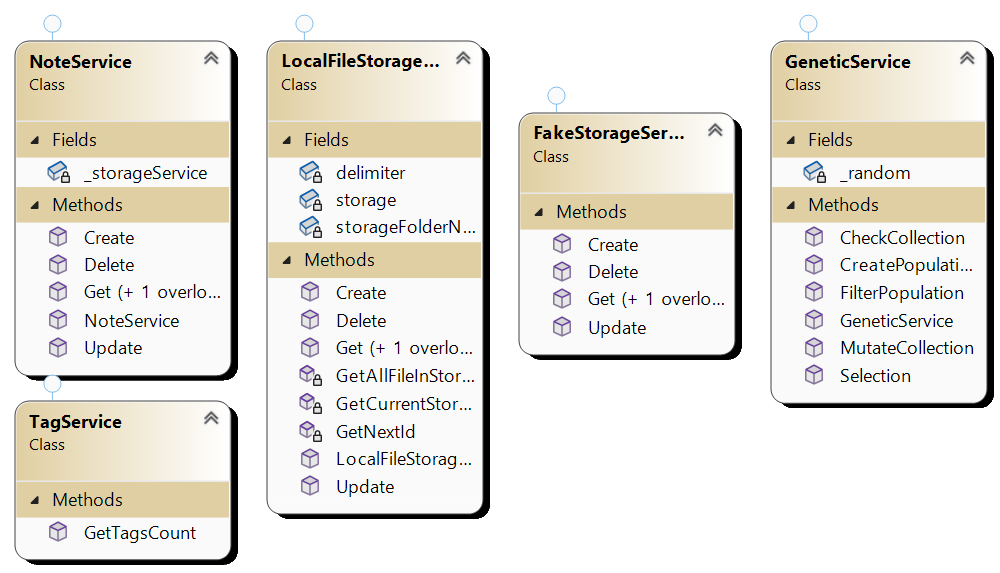 NoteService
Class
Fields
_storageService
Methods
Create
Delete
Get (+ 1 overlo...
NoteService
Update
TagService
Class
Methods
GetTagsCount
LocalFileStorage...
Class
Fields
delimiter
storage
storageFolderN...
Methods
Create
Delete
Get (+ 1 overlo...
GetAllFileInStor...
GetCurrentStor...
GetNextId
LocalFileStorag...
Update
FakeStorageSer...
Class
Methods
Create
Delete
Get (+ 1 overlo...
Update
GeneticService
Class
Fields
_random
Methods
CheckCollection
CreatePopulati...
FilterPopulation
GeneticService
MutateCollection
Selection